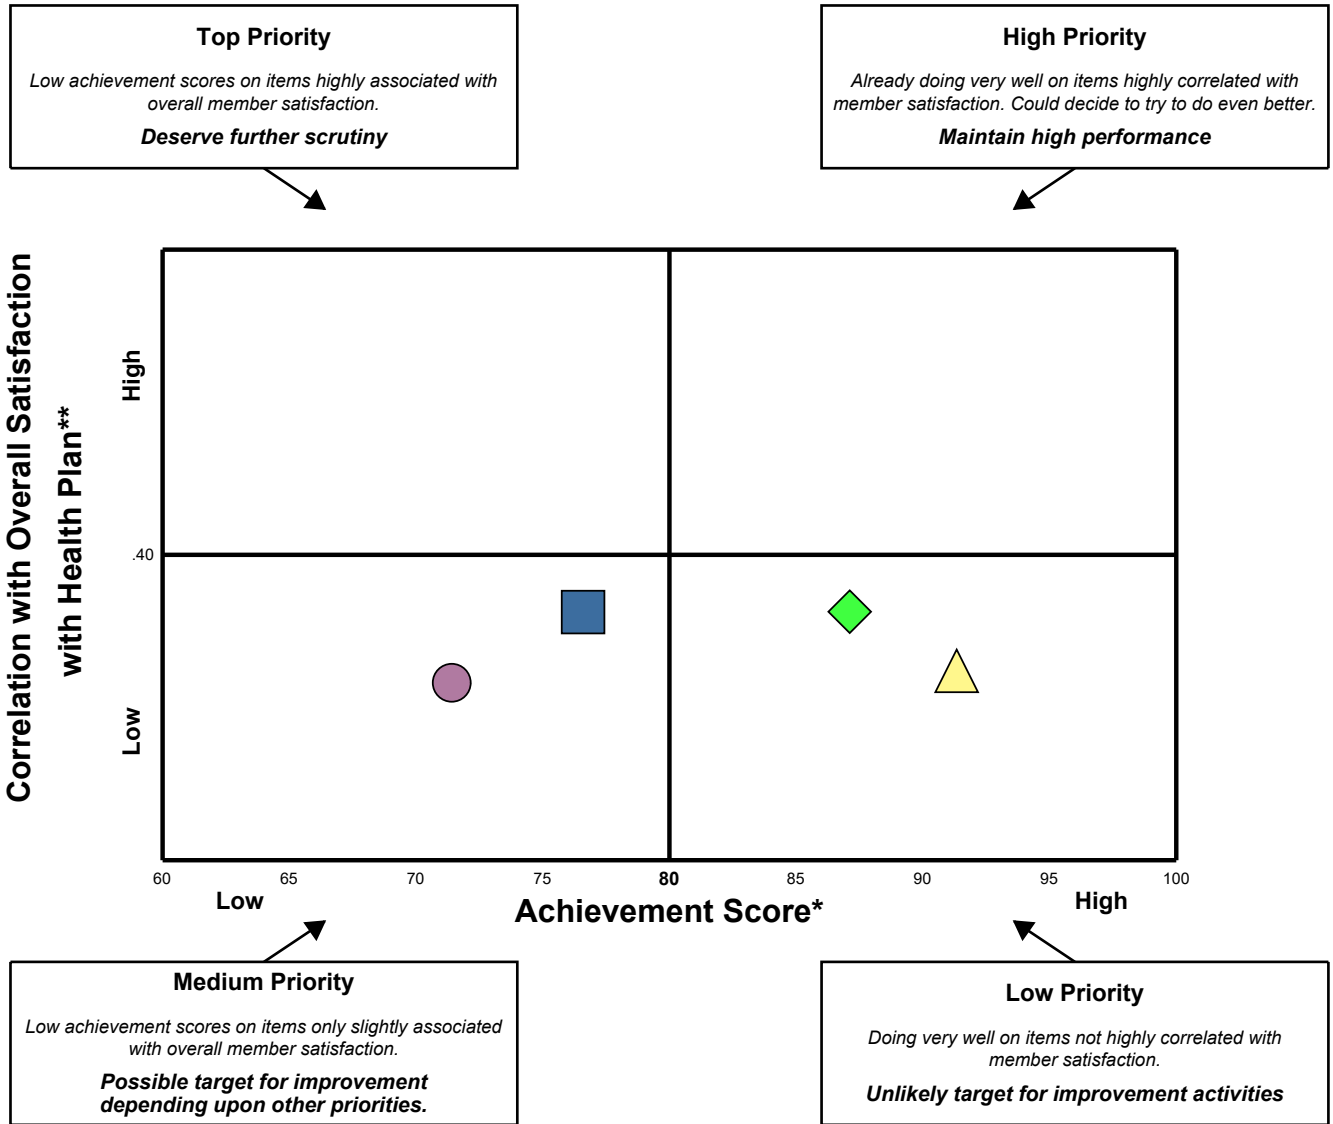 Top Priority
Low achievement scores on items highly associated with
overall member satisfaction.
Deserve further scrutiny
High Priority
Already doing very well on items highly correlated with
member satisfaction. Could decide to try to do even better.
Maintain high performance
Correlation with Overall Satisfaction
with Health Plan**
High
.40
Low
60 65 70 75 80 85 90 95 100
Low
Achievement Score*
High
Medium Priority
Low achievement scores on items only slightly associated
with overall member satisfaction.
Possible target for improvement
depending upon other priorities.
Low Priority
Doing very well on items not highly correlated with
member satisfaction.
Unlikely target for improvement activities